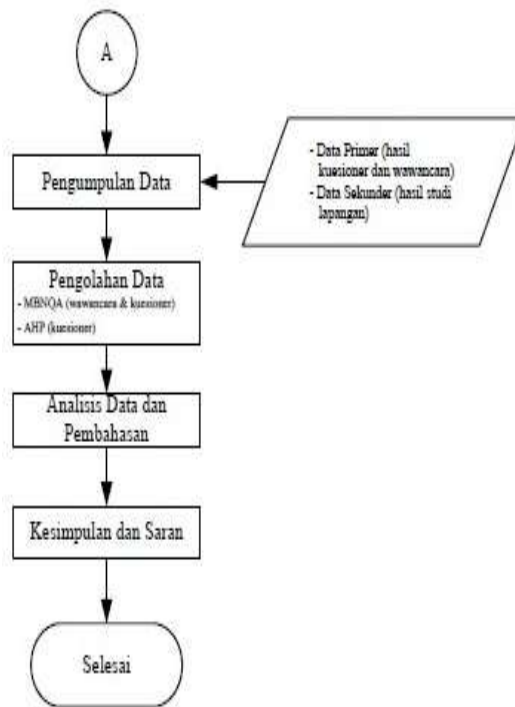 A
Pengumpulan Data
- Data Primer (hasil
kuesioner dan wawancara)
- Data Sekunder (hasil studi
lapangan)
Pengolahan Data
- MBNQA (wawancara & kuesioner)
- AHP (kuesioner)
Analisis Data dan
Pembahasan
Kesimpulan dan Saran
Selesai